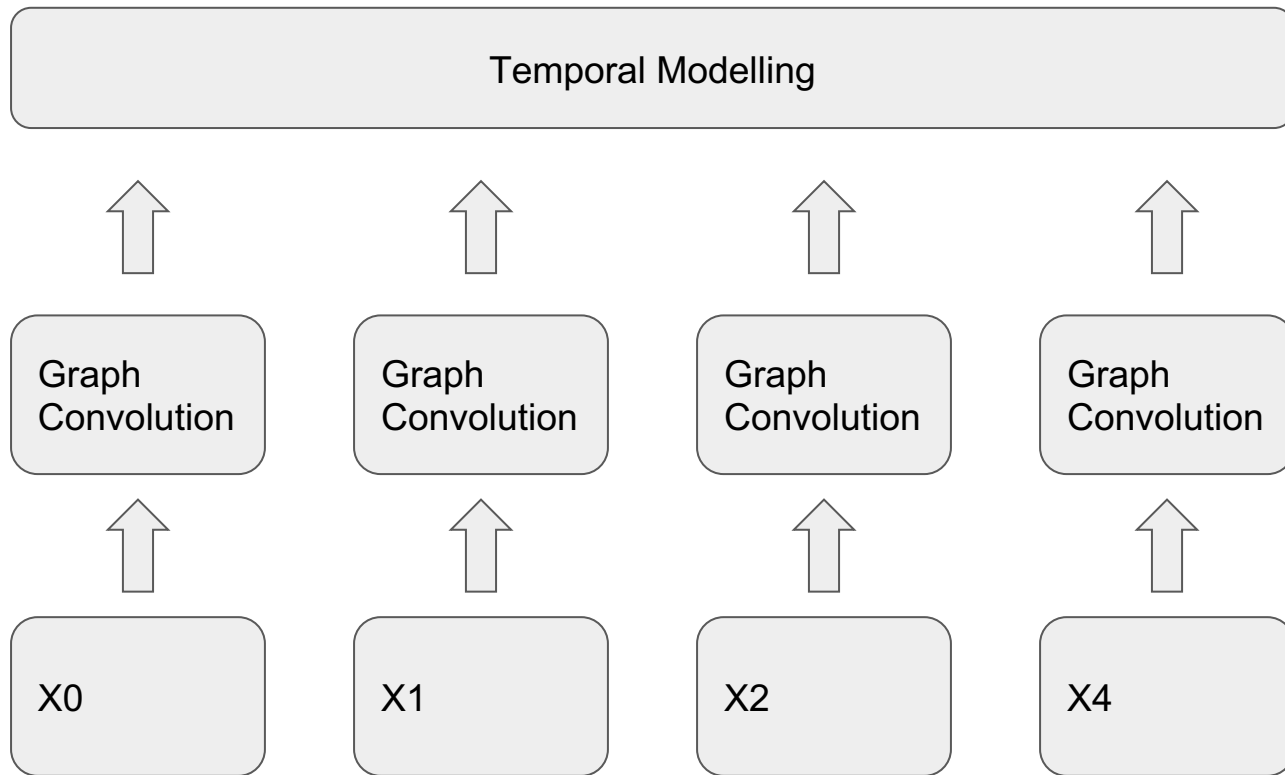 Temporal Modelling
Graph
Convolution
Graph
Convolution
Graph
Convolution
Graph
Convolution
X0
X1
X2
X4